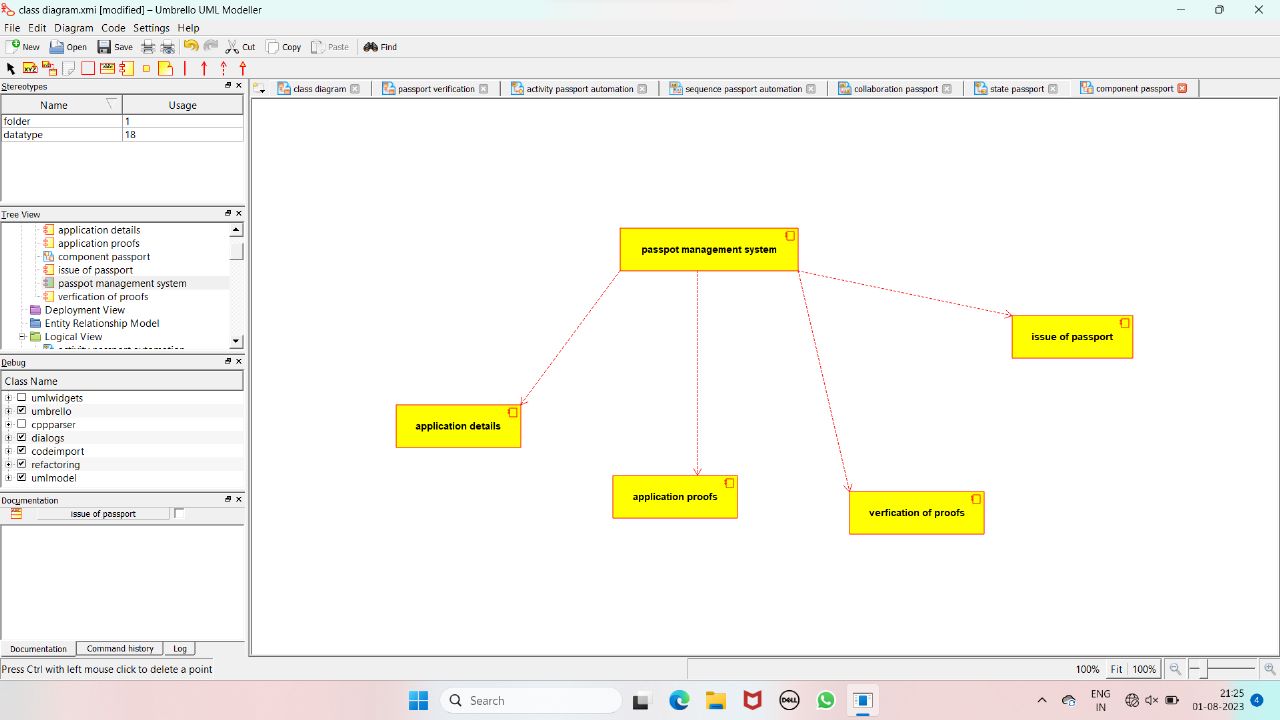 class diagram.xmi [modified] – Umbrello UML Modeller
File Edit Diagram Code Settings Help
New Open Save Cut Copy Paste Find
Stereotypes
Name Usage
folder 1
datatype 18
Tree View
application details
application proofs
component passport
issue of passport
passpot management system
verfication of proofs
Deployment View
Entity Relationship Model
Logical View
activity passport automation
Debug
Class Name
umlwidgets
umbrello
cppparser
dialogs
codeimport
refactoring
umlmodel
Documentation
issue of passport
Documentation Command history Log
Press Ctrl with left mouse click to delete a point
class diagram passport verification activity passport automation sequence passport automation collaboration passport state passport component passport
passpot management system
issue of passport
application details
application proofs
verfication of proofs
100% Fit 100%
Search
DELL
ENG
IN
21:25
01-08-2023
4